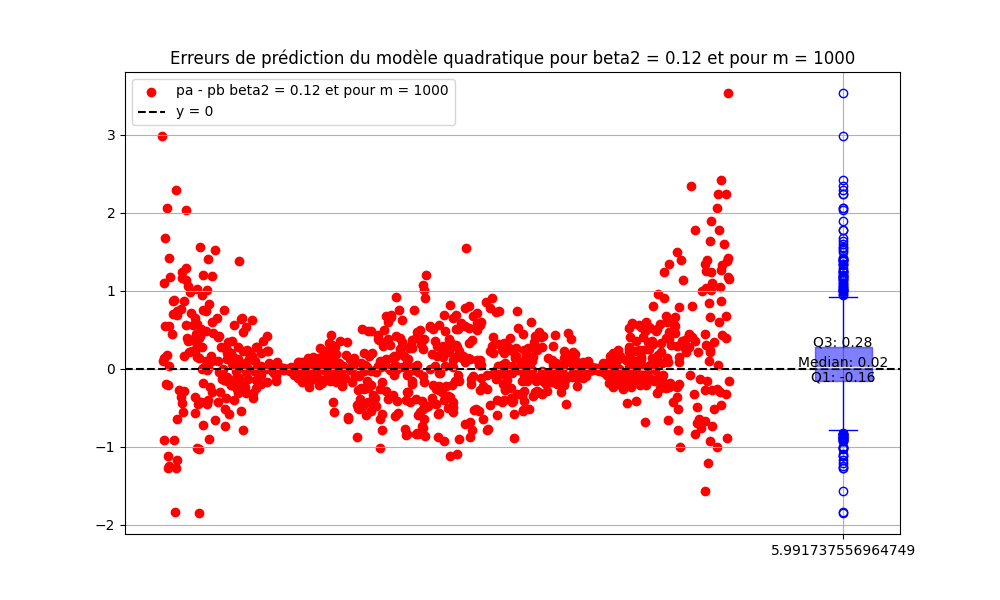 Erreurs de prédiction du modèle quadratique pour beta2 = 0.12 et pour m = 1000
pa - pb beta2 = 0.12 et pour m = 1000
y = 0
3
2
1
0
−1
−2
Q3: 0.28
Median: 0.02
Q1: -0.16
5.991737556964749